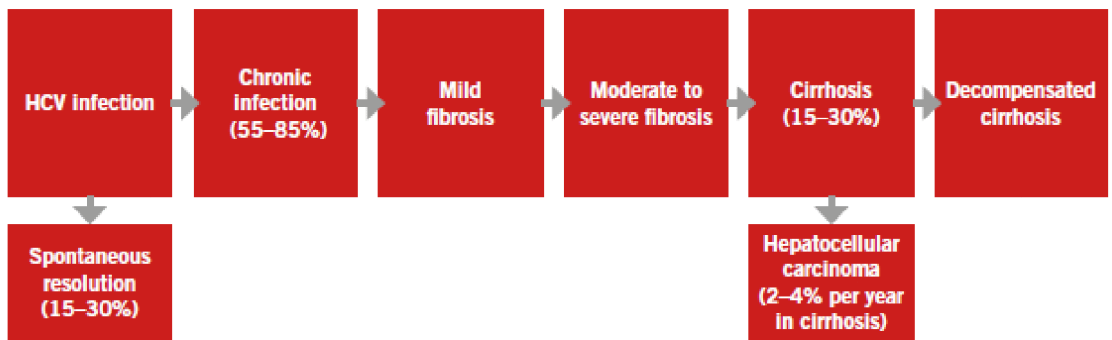 HCV infection
Chronic
infection
(55–85%)
Mild
fibrosis
Moderate to
severe fibrosis
Cirrhosis
(15–30%)
Decompensated
cirrhosis
Spontaneous
resolution
(15–30%)
Hepatocellular
carcinoma
(2–4% per year
in cirrhosis)